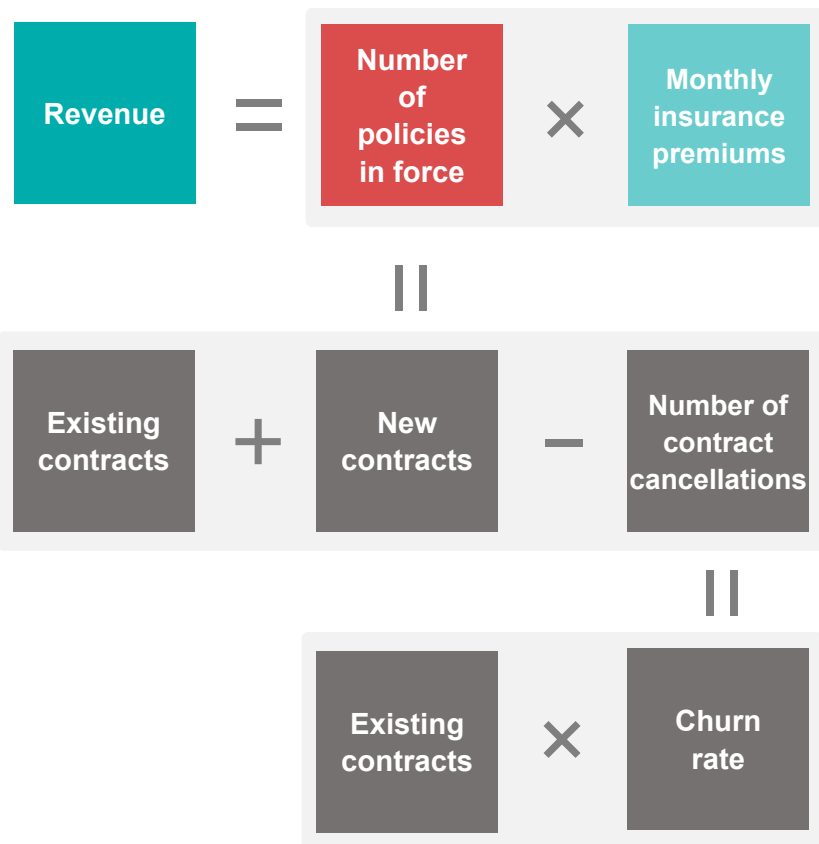 Revenue
=
Number
of
policies
in force
×
Monthly
insurance
premiums
=
Existing
contracts
+
New
contracts
−
Number of
contract
cancellations
=
Existing
contracts
×
Churn
rate